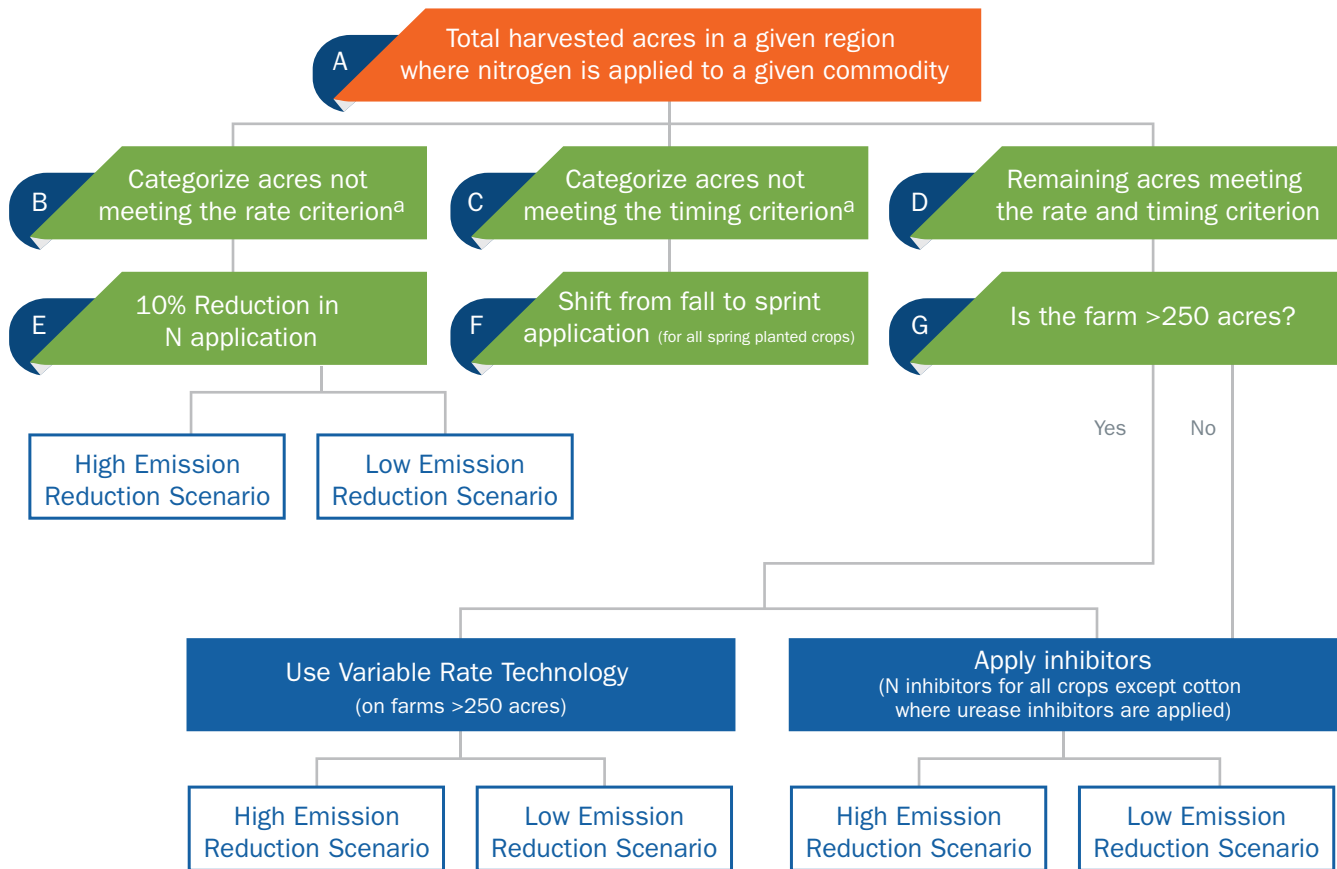 A
Total harvested acres in a given region
where nitrogen is applied to a given commodity
B
Categorize acres not
meeting the rate criterionª
C
Categorize acres not
meeting the timing criterionª
D
Remaining acres meeting
the rate and timing criterion
E
10% Reduction in
N application
F
Shift from fall to sprint
application (for all spring planted crops)
G
Is the farm >250 acres?
High Emission
Reduction Scenario
Low Emission
Reduction Scenario
Yes
No
Use Variable Rate Technology
(on farms >250 acres)
Apply inhibitors
(N inhibitors for all crops except cotton
where urease inhibitors are applied)
High Emission
Reduction Scenario
Low Emission
Reduction Scenario
High Emission
Reduction Scenario
Low Emission
Reduction Scenario